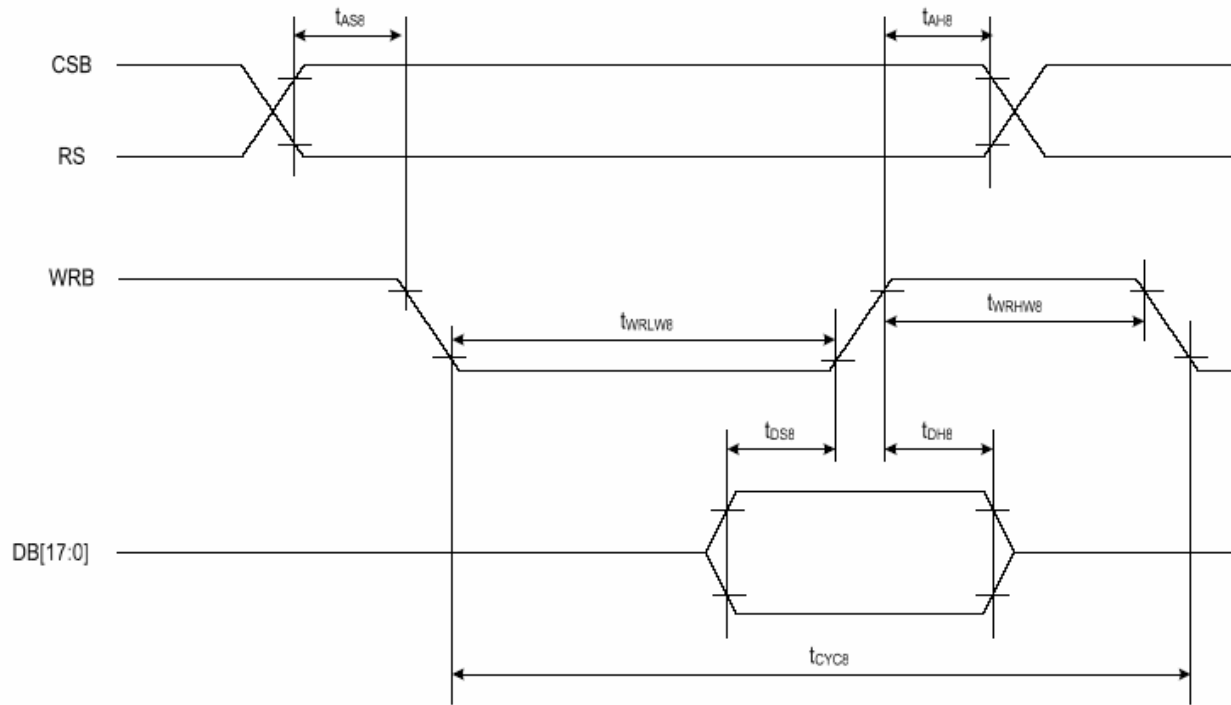 tAS8
tAH8
CSB
RS
WRB
tWRLW8
tWRHW8
tDS8
tDH8
DB[17:0]
tCYC8